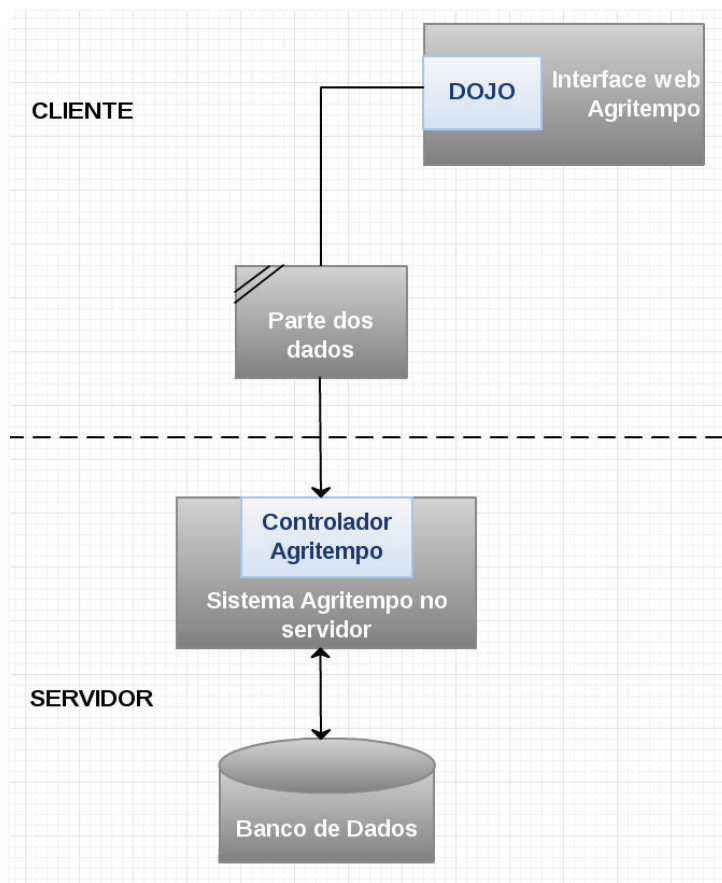 CLIENTE
DOJO
Interface web
Agritempo
Parte dos
dados
Controlador
Agritempo
Sistema Agritempo no
servidor
SERVIDOR
Banco de Dados